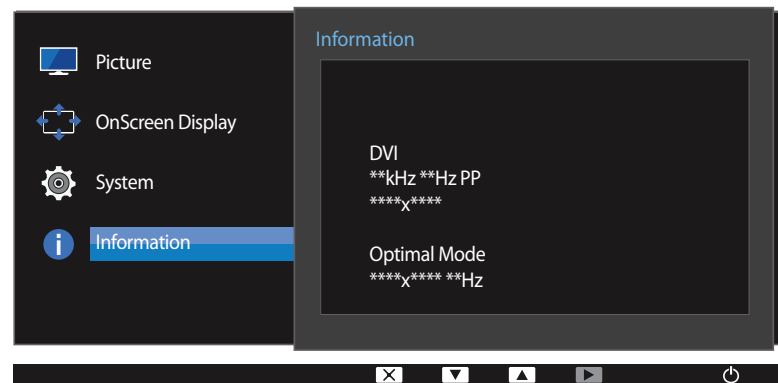 Picture
OnScreen Display
System
Information
Information
DVI
**kHz **Hz PP
****x****
Optimal Mode
****x**** **Hz